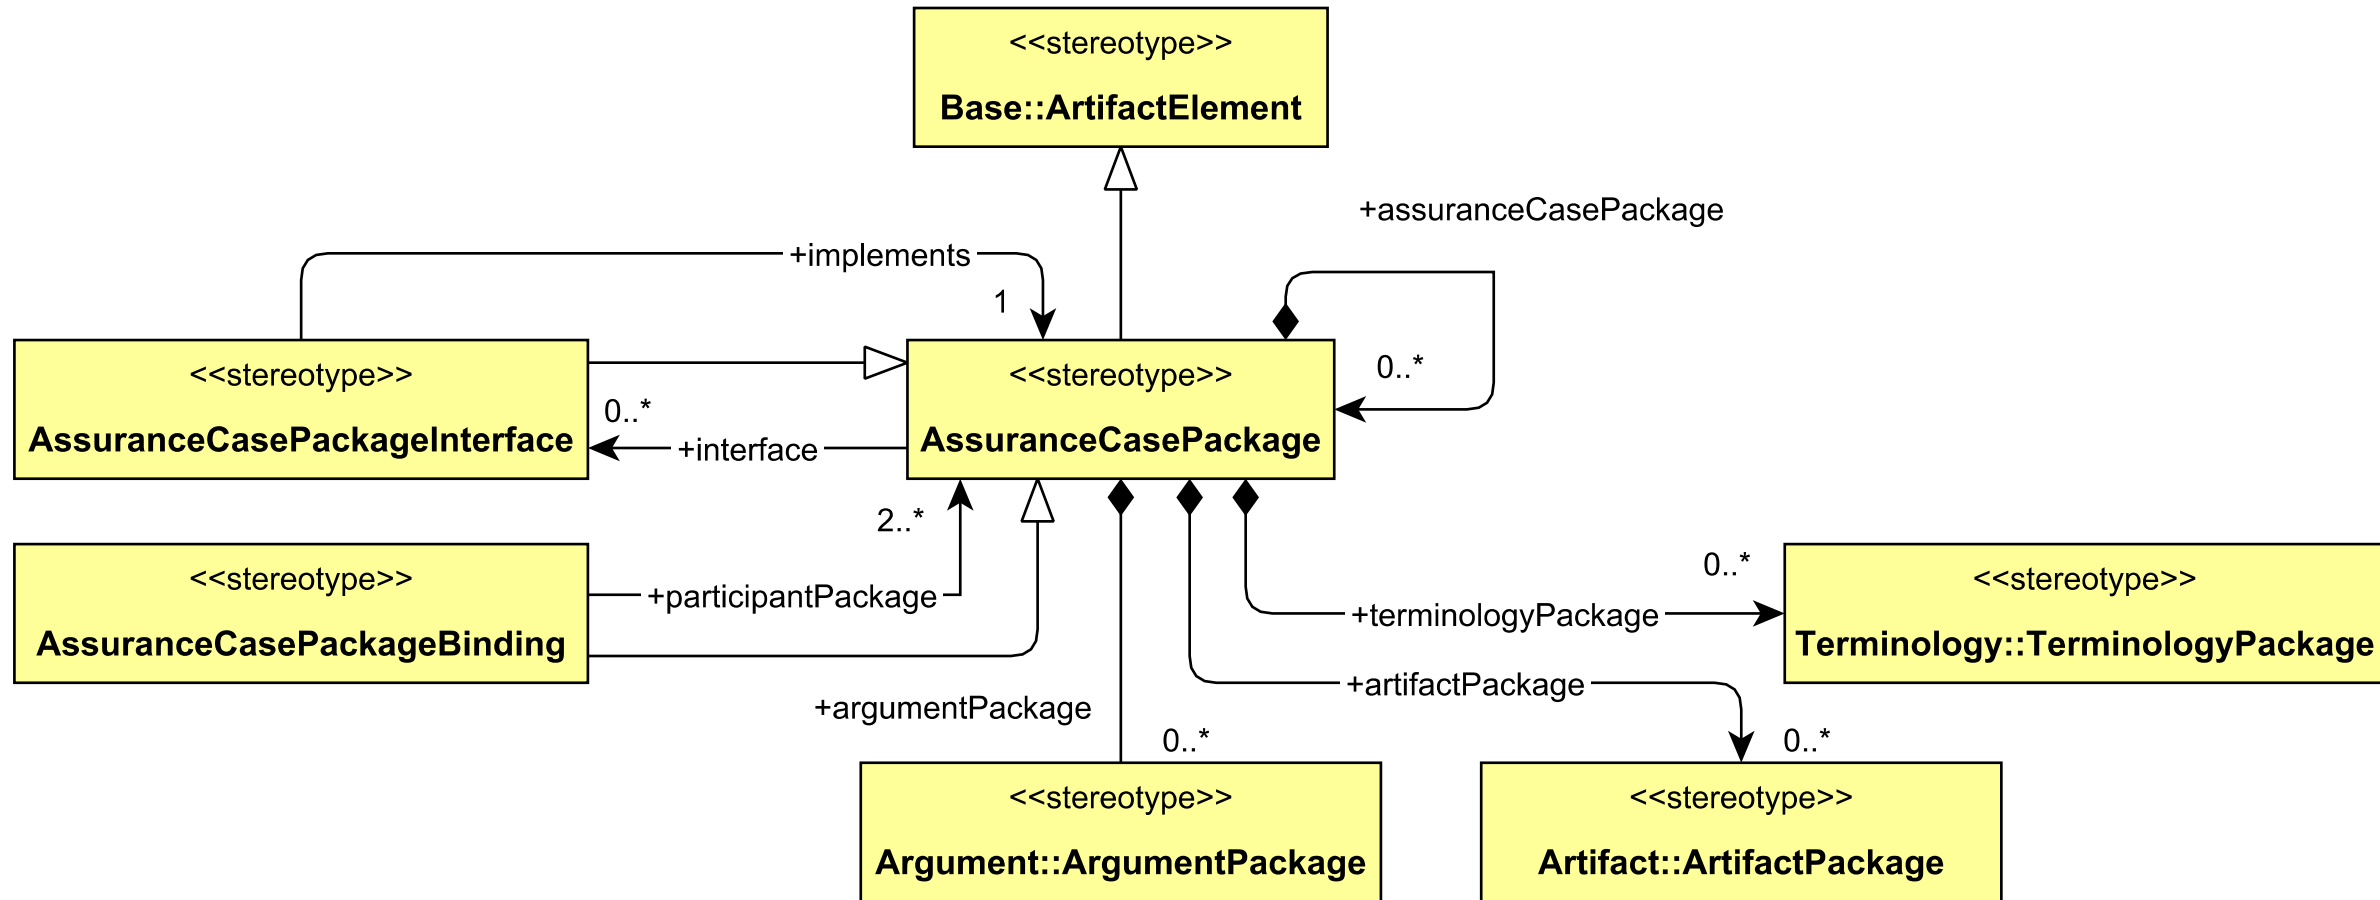 <<stereotype>>
Base::ArtifactElement
+assuranceCasePackage
+implements
1
<<stereotype>>
AssuranceCasePackageInterface
0..*
+interface
<<stereotype>>
AssuranceCasePackage
0..*
2..*
<<stereotype>>
AssuranceCasePackageBinding
+participantPackage
0..*
+terminologyPackage
<<stereotype>>
Terminology::TerminologyPackage
+artifactPackage
+argumentPackage
0..*
0..*
<<stereotype>>
Argument::ArgumentPackage
<<stereotype>>
Artifact::ArtifactPackage